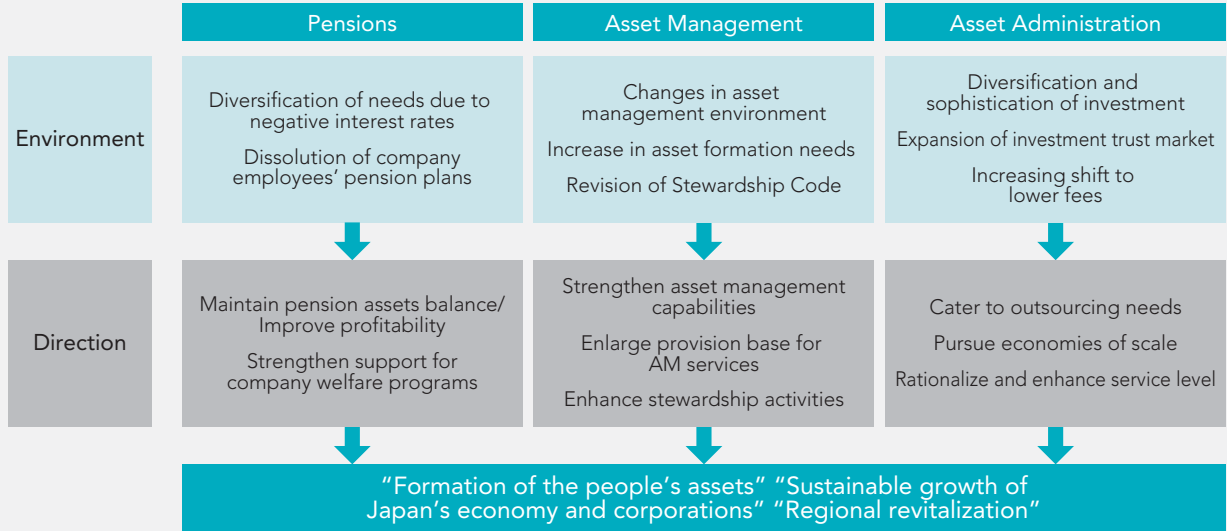 Pensions
Asset Management
Asset Administration
Environment
Diversification of needs due to
negative interest rates
Dissolution of company
employees’ pension plans
Changes in asset
management environment
Increase in asset formation needs
Revision of Stewardship Code
Diversification and
sophistication of investment
Expansion of investment trust market
Increasing shift to
lower fees
Direction
Maintain pension assets balance/
Improve profitability
Strengthen support for
company welfare programs
Strengthen asset management
capabilities
Enlarge provision base for
AM services
Enhance stewardship activities
Cater to outsourcing needs
Pursue economies of scale
Rationalize and enhance service level
“Formation of the people’s assets” “Sustainable growth of
Japan’s economy and corporations” “Regional revitalization”